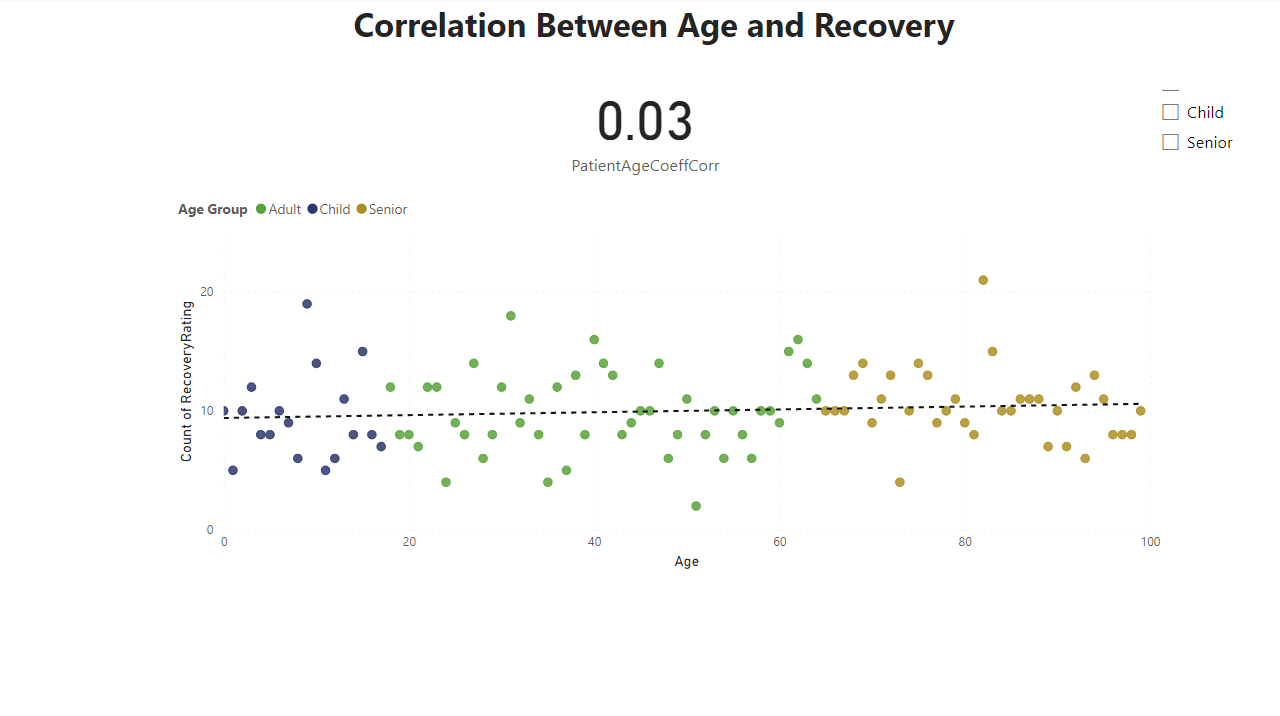 Correlation Between Age and Recovery
0.03
PatientAgeCoeffCorr
Child
Senior
Age Group Adult Child Senior
Count of RecoveryRating
20
10
0
0 20 40 60 80 100
Age